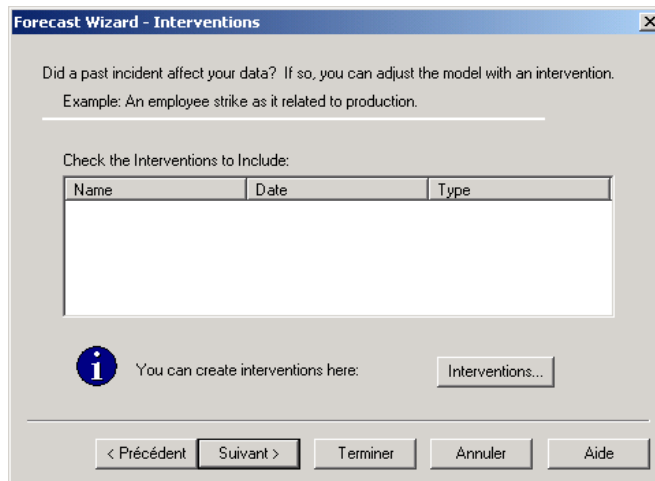 Forecast Wizard - Interventions
Did a past incident affect your data? If so, you can adjust the model with an intervention.
Example: An employee strike as it related to production.
Check the Interventions to Include:
Name Date Type
You can create interventions here: Interventions...
< Précédent Suivant > Terminer Annuler Aide